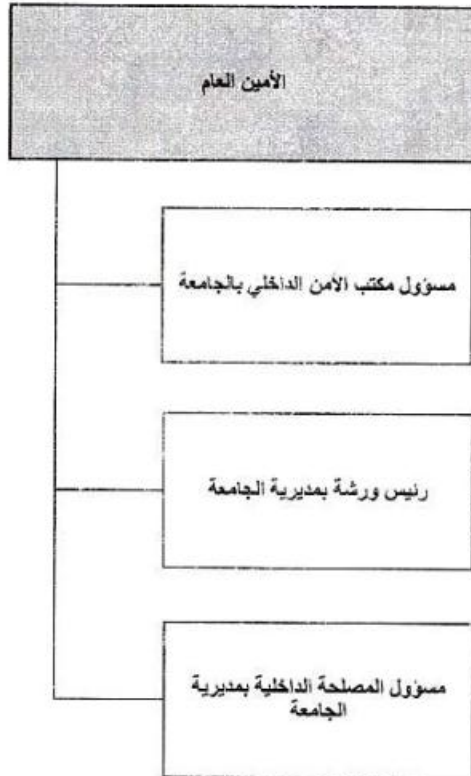 الأمين العام
مسؤول مكتب الأمن الداخلي بالجامعة
رئيس ورشة بمديرية الجامعة
مسؤول المصلحة الداخلية بمديرية
الجامعة